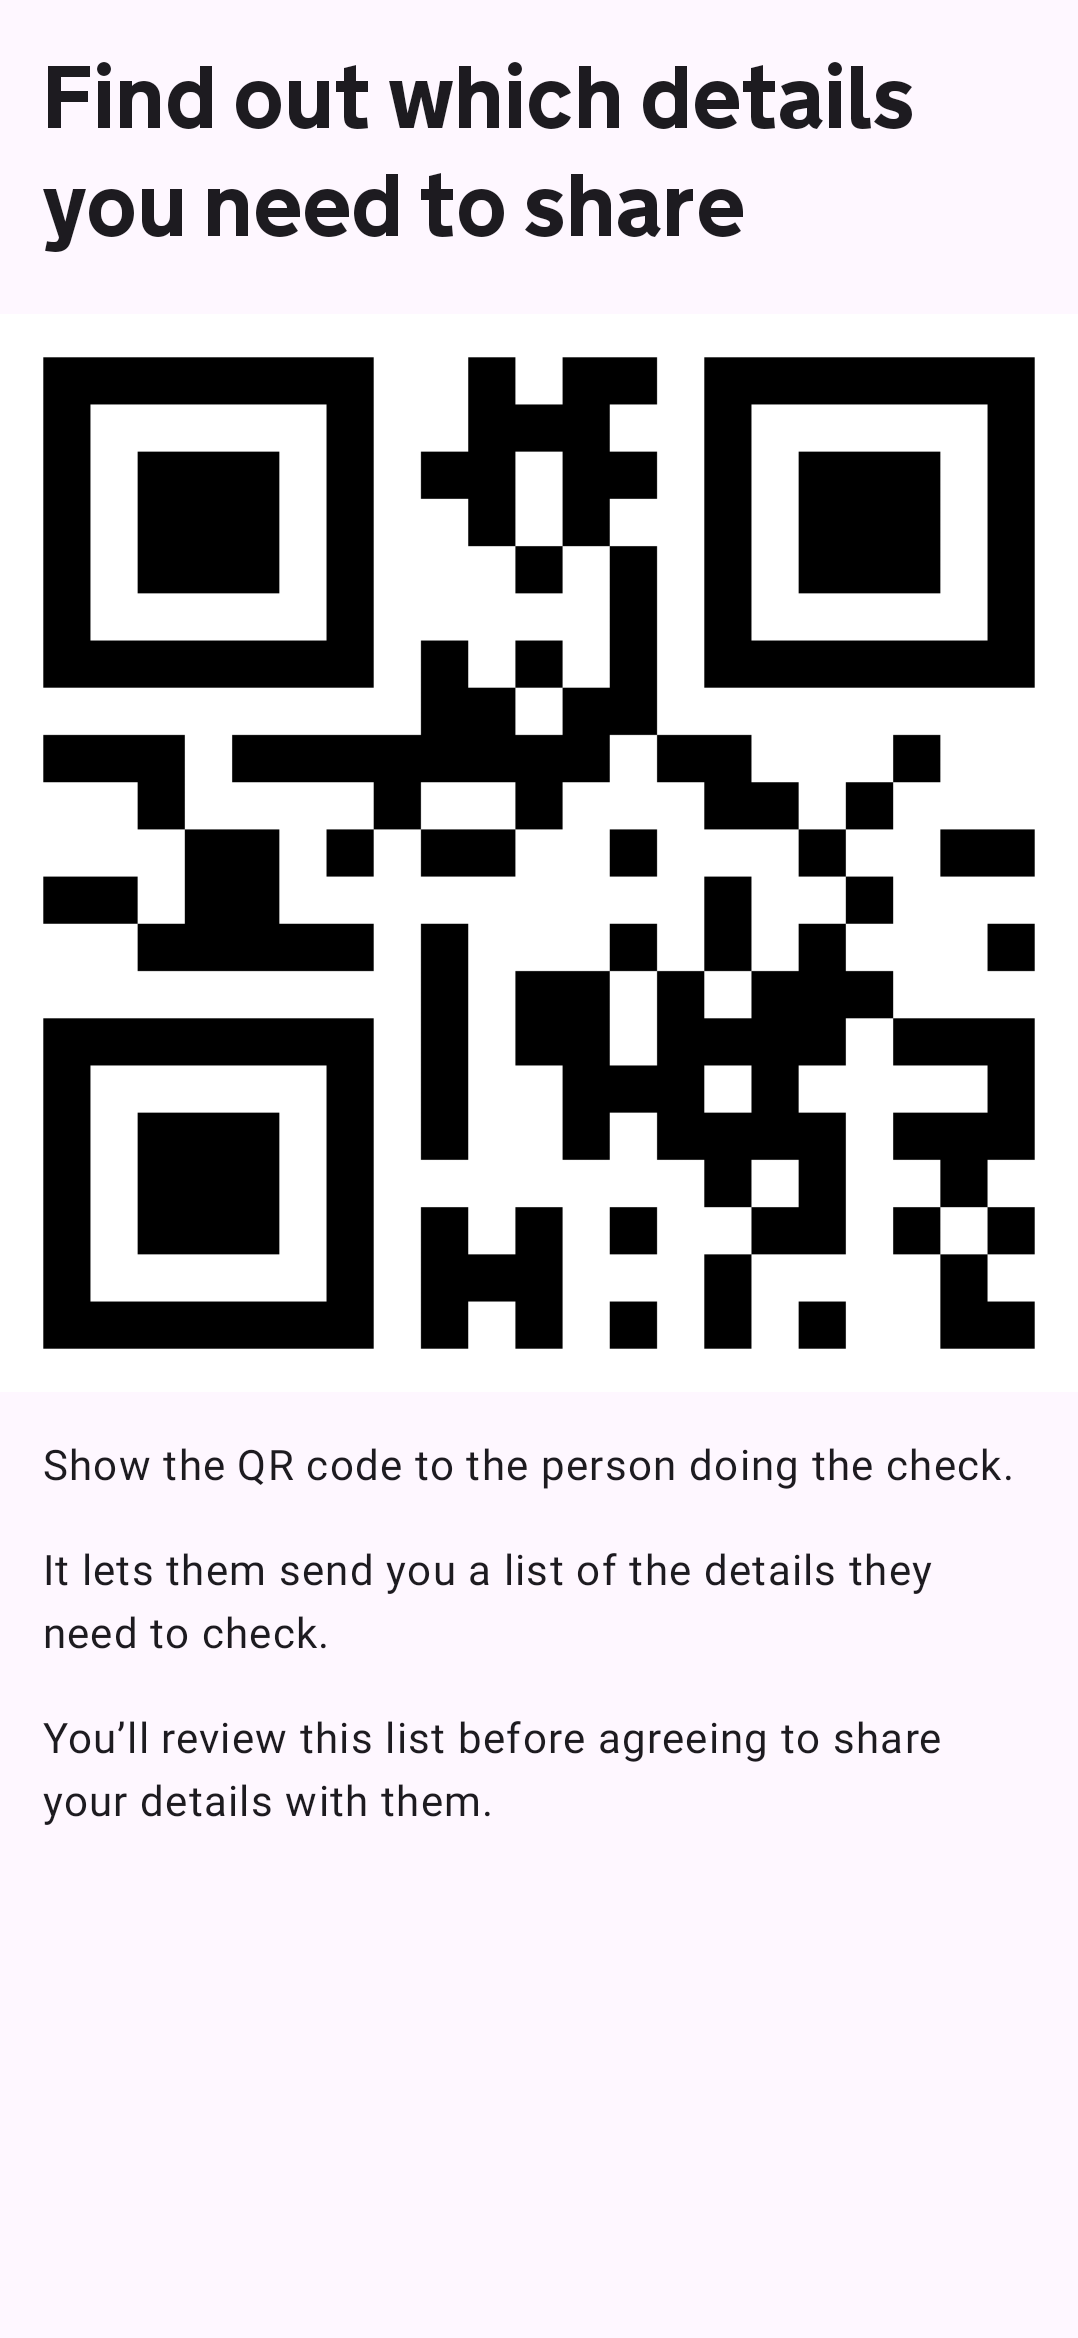 Find out which details
you need to share
Show the QR code to the person doing the check.
It lets them send you a list of the details they
need to check.
You’ll review this list before agreeing to share
your details with them.